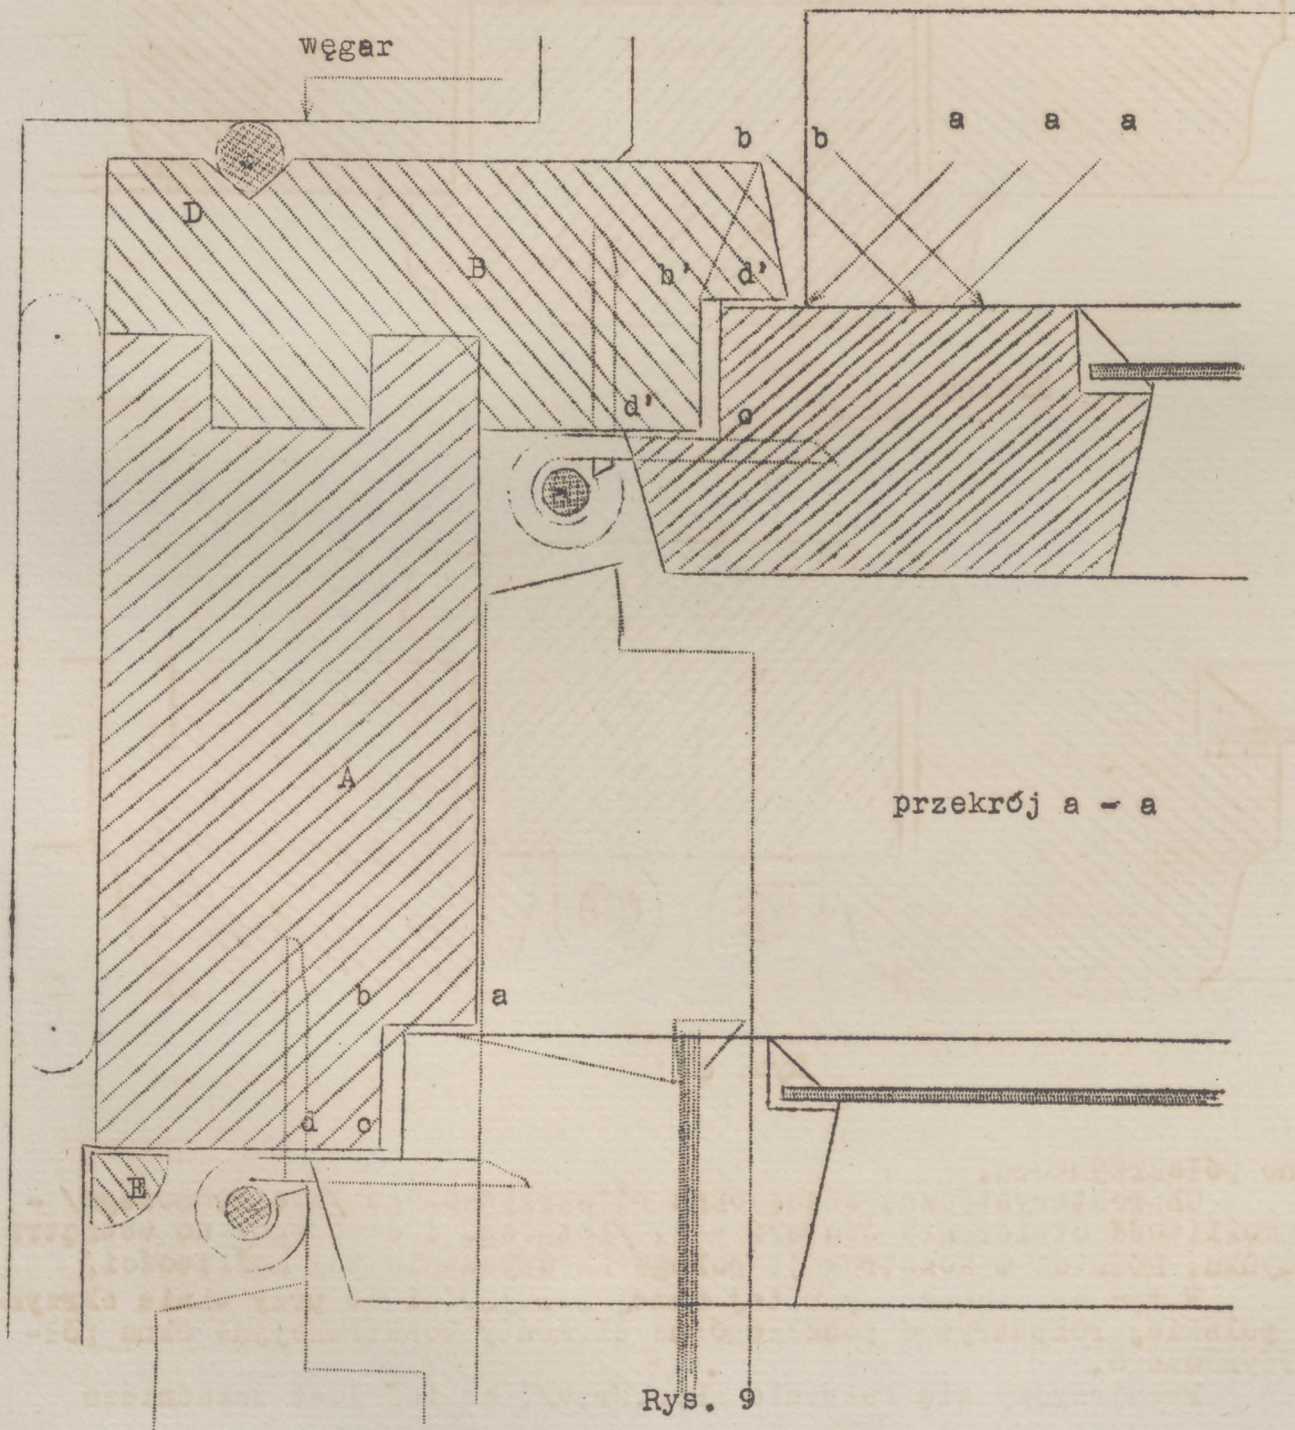 węgar
b b a a a
D
B b' d'
d' c
A
przekrój a - a
b a
d c
E
Rys. 9